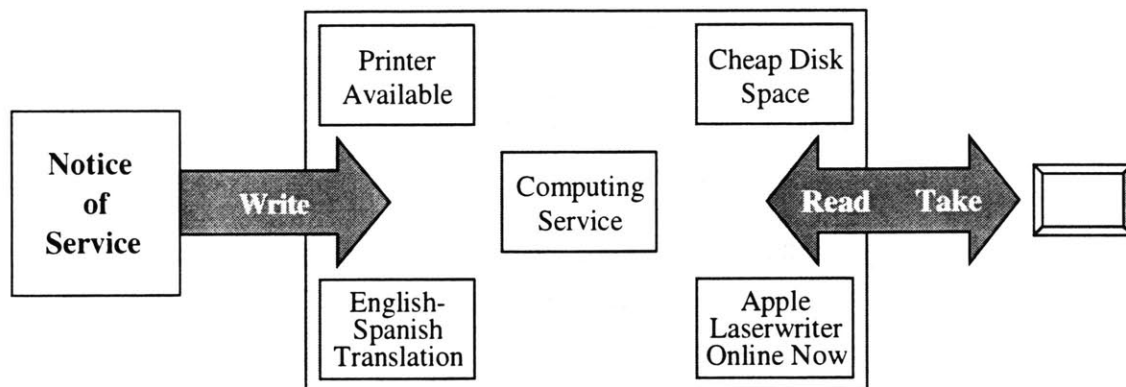 Printer
Available
Cheap Disk
Space
Notice
of
Service
Write
Computing
Service
Read Take
English-
Spanish
Translation
Apple
Laserwriter
Online Now